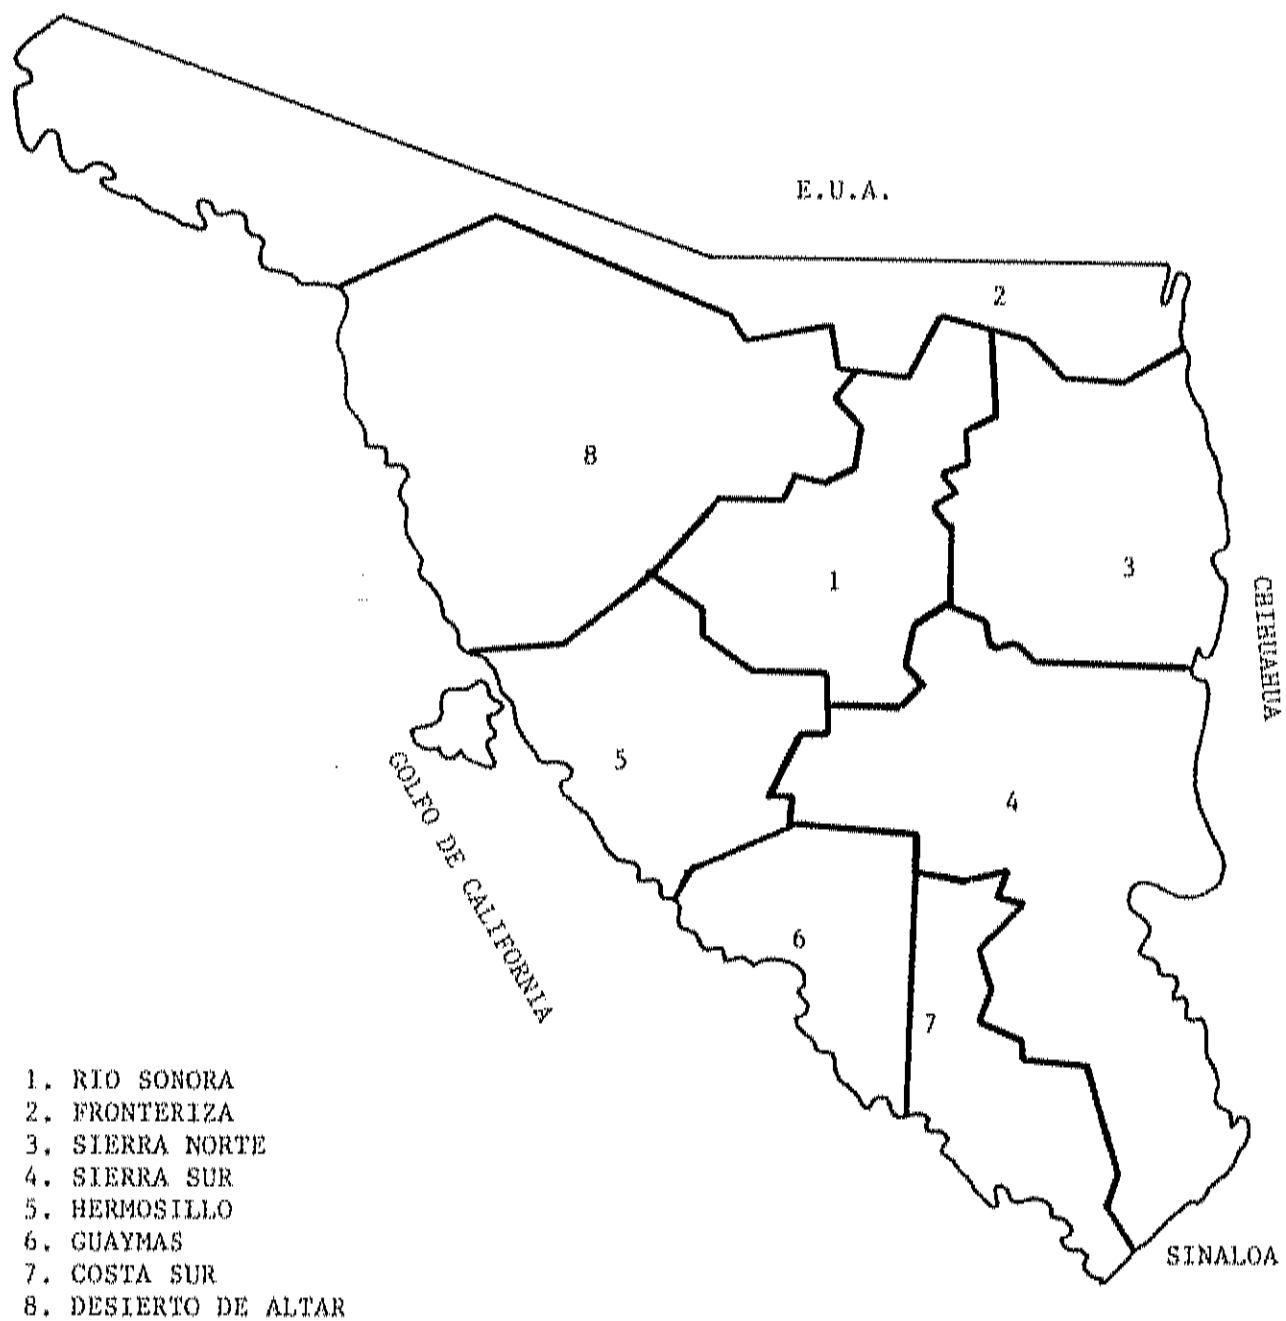 E.U.A.
2
8
3
1
CHIHUAHUA
5
4
GOLFO DE CALIFORNIA
6
7
1. RIO SONORA
2. FRONTERIZA
3. SIERRA NORTE
4. SIERRA SUR
5. HERMOSILLO
6. GUAYMAS
7. COSTA SUR
8. DESIERTO DE ALTAR
SINALOA